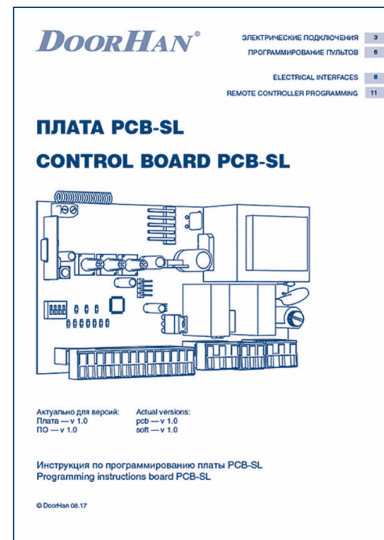 DOORHAN®
ЭЛЕКТРИЧЕСКИЕ ПОДКЛЮЧЕНИЯ 3
ПРОГРАММИРОВАНИЕ ПУЛЬТОВ 6
ELECTRICAL INTERFACES 8
REMOTE CONTROLLER PROGRAMMING 11
ПЛАТА PCB-SL
CONTROL BOARD PCB-SL
Актуально для версий:
Плата — v 1.0
ПО — v 1.0
Actual versions:
pcb — v 1.0
soft — v 1.0
Инструкция по программированию платы PCB-SL
Programming instructions board PCB-SL
© DoorHan 08.17